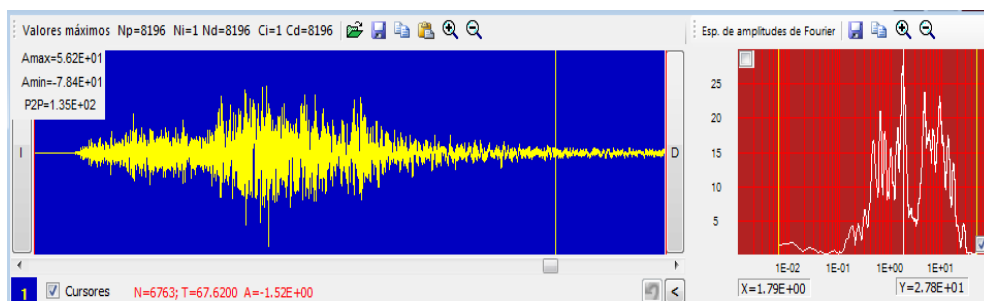 Valores máximos Np=8196 Ni=1 Nd=8196 Ci=1 Cd=8196
Amax=5.62E+01
Amin=-7.84E+01
P2P=1.35E+02
I
D
1 Cursores N=6763; T=67.6200 A=-1.52E+00 <
Esp. de amplitudes de Fourier
25
20
15
10
5
1E-02 1E-01 1E+00 1E+01
X=1.79E+00 Y=2.78E+01